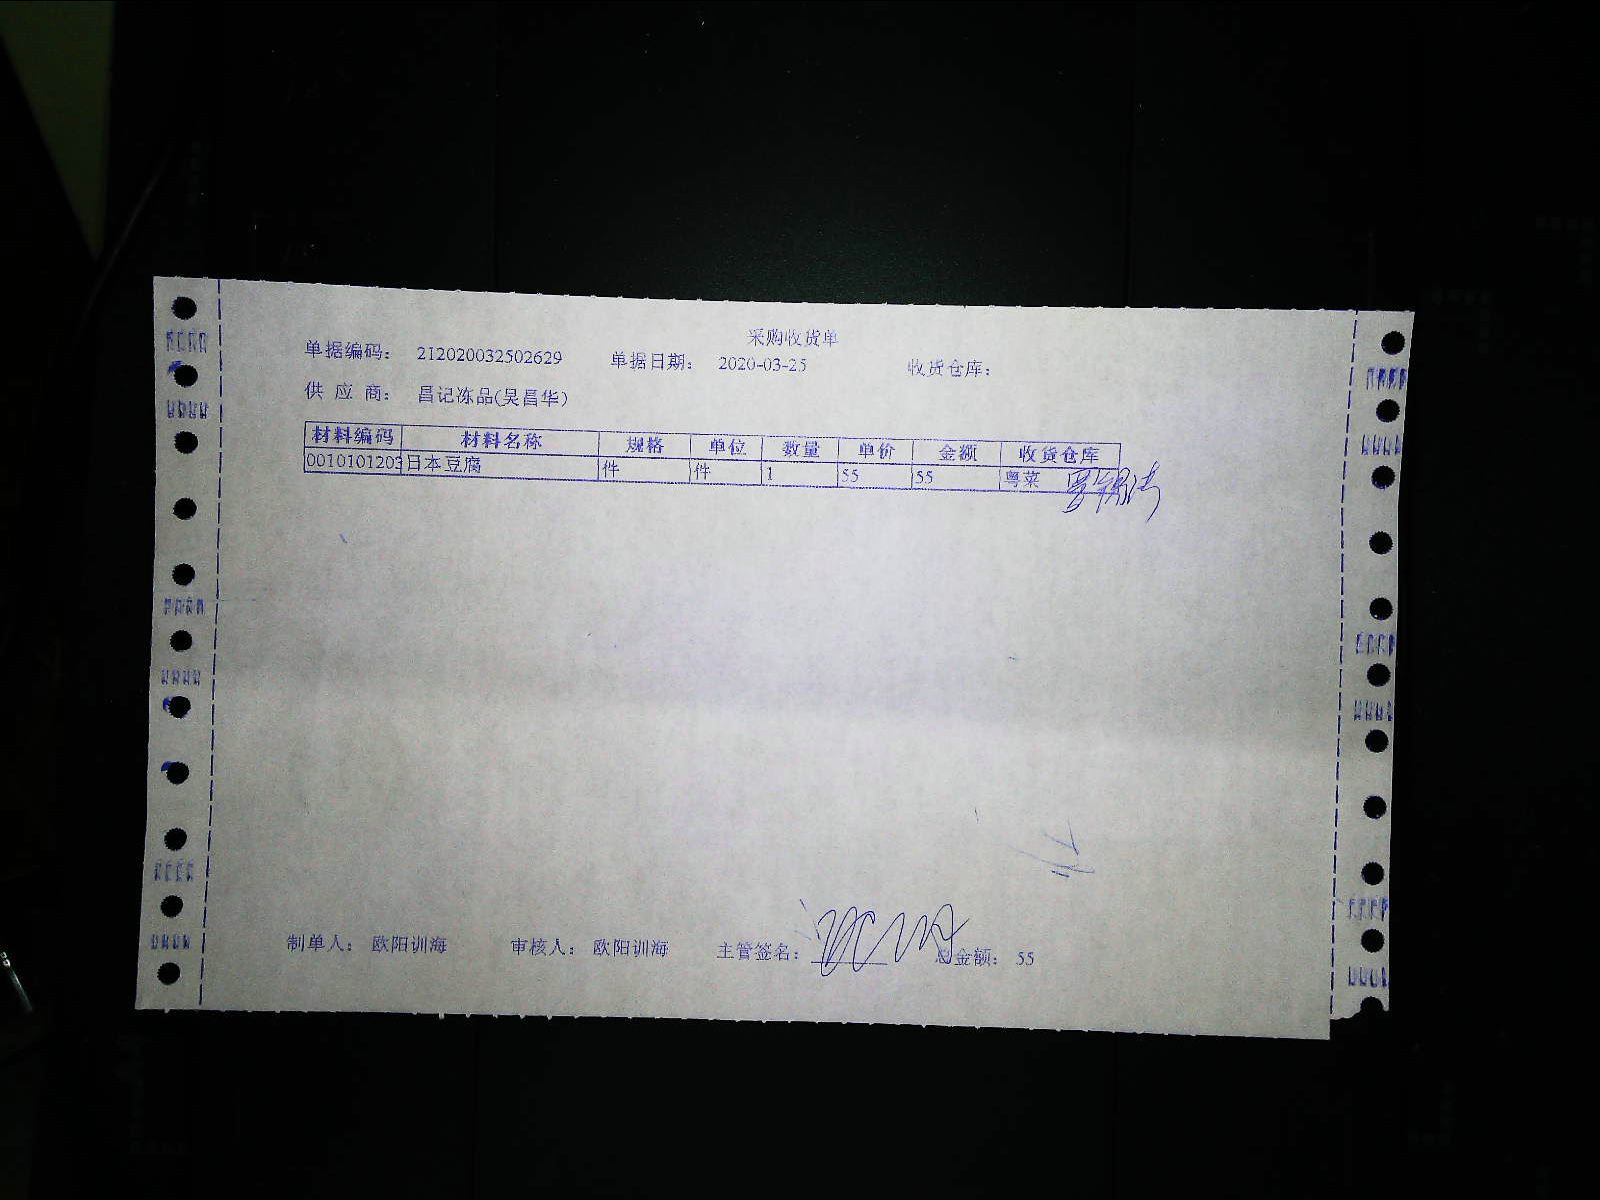 采购收货单
单据编码: 212020032502629 单据日期: 2020-03-25 收货仓库:
供 应 商: 昌记冻品(吴昌华)
材料编码 材料名称 规格 单位 数量 单价 金额 收货仓库
0010101203 日本豆腐 件 件 1 55 55 粤菜
制单人: 欧阳训海 审核人: 欧阳训海 主管签名: 总金额: 55